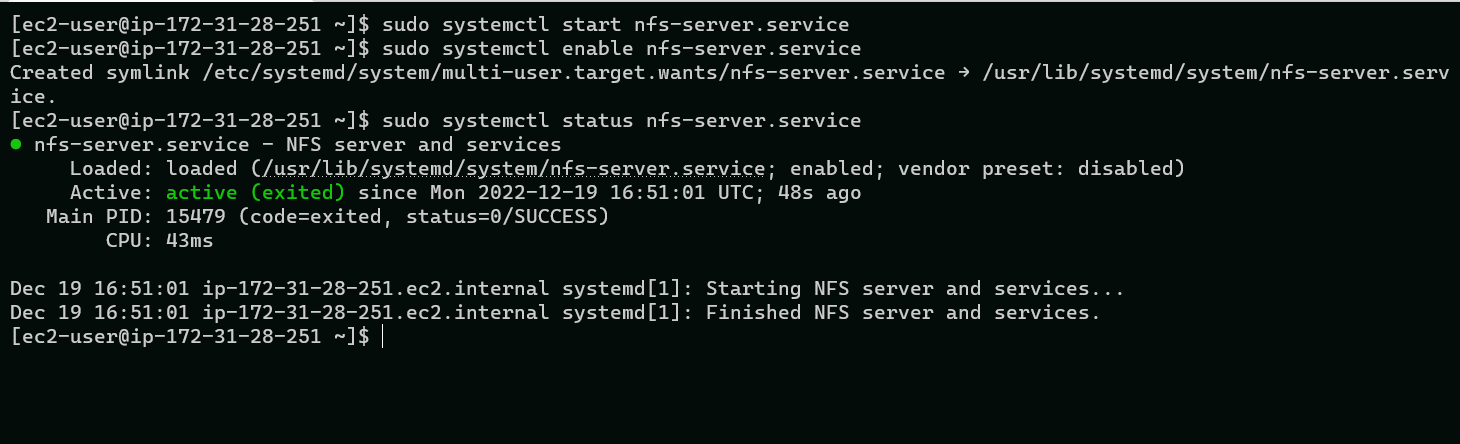 [ec2-user@ip-172-31-28-251 ~]$ sudo systemctl start nfs-server.service
[ec2-user@ip-172-31-28-251 ~]$ sudo systemctl enable nfs-server.service
Created symlink /etc/systemd/system/multi-user.target.wants/nfs-server.service → /usr/lib/systemd/system/nfs-server.serv
ice.
[ec2-user@ip-172-31-28-251 ~]$ sudo systemctl status nfs-server.service
● nfs-server.service - NFS server and services
     Loaded: loaded (/usr/lib/systemd/system/nfs-server.service; enabled; vendor preset: disabled)
     Active: active (exited) since Mon 2022-12-19 16:51:01 UTC; 48s ago
   Main PID: 15479 (code=exited, status=0/SUCCESS)
        CPU: 43ms

Dec 19 16:51:01 ip-172-31-28-251.ec2.internal systemd[1]: Starting NFS server and services...
Dec 19 16:51:01 ip-172-31-28-251.ec2.internal systemd[1]: Finished NFS server and services.
[ec2-user@ip-172-31-28-251 ~]$